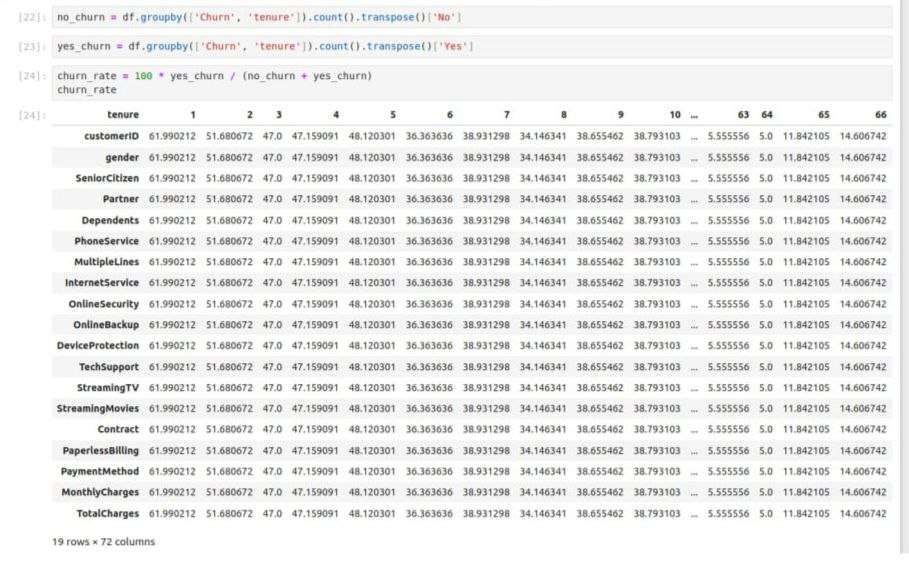 [22]: no_churn = df.groupby(['Churn', 'tenure']).count().transpose()['No']
[23]: yes_churn = df.groupby(['Churn', 'tenure']).count().transpose()['Yes']
[24]: churn_rate = 100 * yes_churn / (no_churn + yes_churn)
churn_rate
[24]: tenure 1 2 3 4 5 6 7 8 9 10 ... 63 64 65 66
customerID 61.990212 51.680672 47.0 47.159091 48.120301 36.363636 38.931298 34.146341 38.655462 38.793103 ... 5.555556 5.0 11.842105 14.606742
gender 61.990212 51.680672 47.0 47.159091 48.120301 36.363636 38.931298 34.146341 38.655462 38.793103 ... 5.555556 5.0 11.842105 14.606742
SeniorCitizen 61.990212 51.680672 47.0 47.159091 48.120301 36.363636 38.931298 34.146341 38.655462 38.793103 ... 5.555556 5.0 11.842105 14.606742
Partner 61.990212 51.680672 47.0 47.159091 48.120301 36.363636 38.931298 34.146341 38.655462 38.793103 ... 5.555556 5.0 11.842105 14.606742
Dependents 61.990212 51.680672 47.0 47.159091 48.120301 36.363636 38.931298 34.146341 38.655462 38.793103 ... 5.555556 5.0 11.842105 14.606742
PhoneService 61.990212 51.680672 47.0 47.159091 48.120301 36.363636 38.931298 34.146341 38.655462 38.793103 ... 5.555556 5.0 11.842105 14.606742
MultipleLines 61.990212 51.680672 47.0 47.159091 48.120301 36.363636 38.931298 34.146341 38.655462 38.793103 ... 5.555556 5.0 11.842105 14.606742
InternetService 61.990212 51.680672 47.0 47.159091 48.120301 36.363636 38.931298 34.146341 38.655462 38.793103 ... 5.555556 5.0 11.842105 14.606742
OnlineSecurity 61.990212 51.680672 47.0 47.159091 48.120301 36.363636 38.931298 34.146341 38.655462 38.793103 ... 5.555556 5.0 11.842105 14.606742
OnlineBackup 61.990212 51.680672 47.0 47.159091 48.120301 36.363636 38.931298 34.146341 38.655462 38.793103 ... 5.555556 5.0 11.842105 14.606742
DeviceProtection 61.990212 51.680672 47.0 47.159091 48.120301 36.363636 38.931298 34.146341 38.655462 38.793103 ... 5.555556 5.0 11.842105 14.606742
TechSupport 61.990212 51.680672 47.0 47.159091 48.120301 36.363636 38.931298 34.146341 38.655462 38.793103 ... 5.555556 5.0 11.842105 14.606742
StreamingTV 61.990212 51.680672 47.0 47.159091 48.120301 36.363636 38.931298 34.146341 38.655462 38.793103 ... 5.555556 5.0 11.842105 14.606742
StreamingMovies 61.990212 51.680672 47.0 47.159091 48.120301 36.363636 38.931298 34.146341 38.655462 38.793103 ... 5.555556 5.0 11.842105 14.606742
Contract 61.990212 51.680672 47.0 47.159091 48.120301 36.363636 38.931298 34.146341 38.655462 38.793103 ... 5.555556 5.0 11.842105 14.606742
PaperlessBilling 61.990212 51.680672 47.0 47.159091 48.120301 36.363636 38.931298 34.146341 38.655462 38.793103 ... 5.555556 5.0 11.842105 14.606742
PaymentMethod 61.990212 51.680672 47.0 47.159091 48.120301 36.363636 38.931298 34.146341 38.655462 38.793103 ... 5.555556 5.0 11.842105 14.606742
MonthlyCharges 61.990212 51.680672 47.0 47.159091 48.120301 36.363636 38.931298 34.146341 38.655462 38.793103 ... 5.555556 5.0 11.842105 14.606742
TotalCharges 61.990212 51.680672 47.0 47.159091 48.120301 36.363636 38.931298 34.146341 38.655462 38.793103 ... 5.555556 5.0 11.842105 14.606742
19 rows × 72 columns